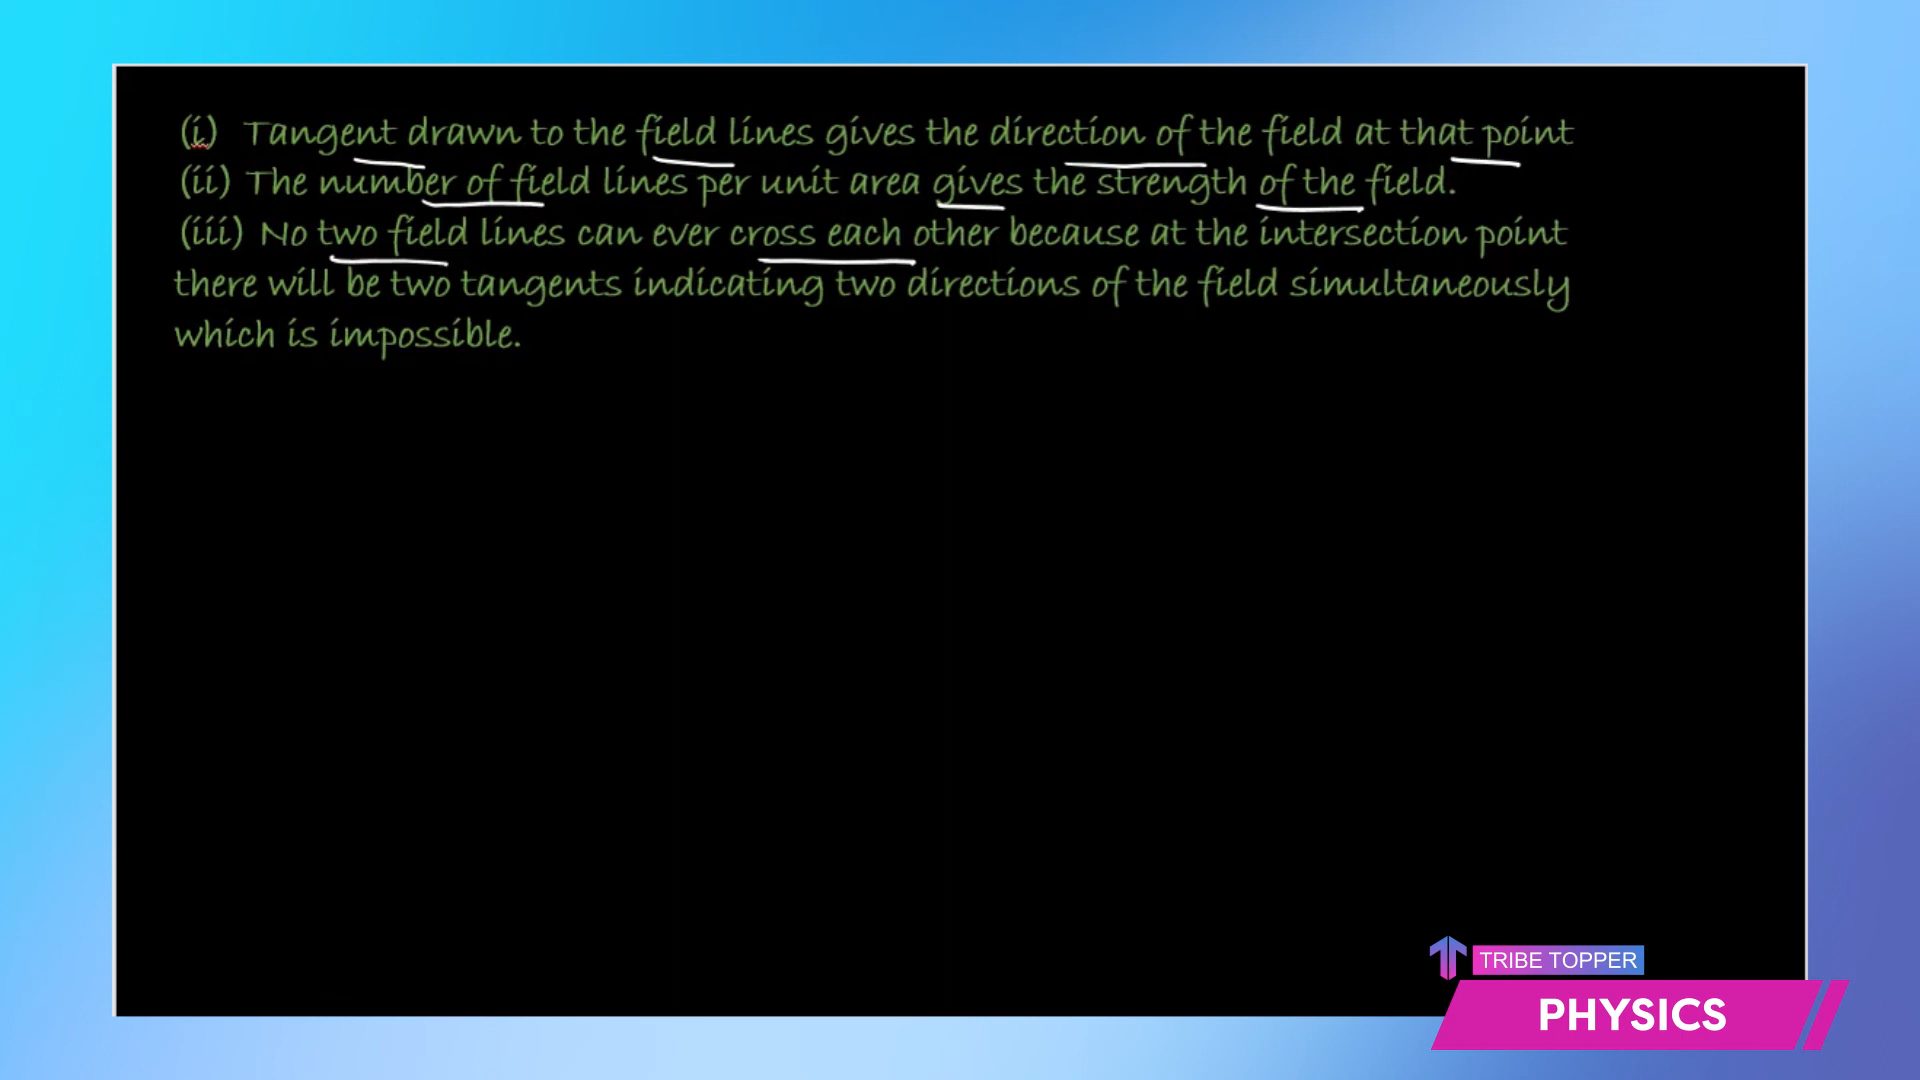 (i) Tangent drawn to the field lines gives the direction of the field at that point
(ii) The number of field lines per unit area gives the strength of the field.
(iii) No two field lines can ever cross each other because at the intersection point
there will be two tangents indicating two directions of the field simultaneously
which is impossible.
TRIBE TOPPER
PHYSICS